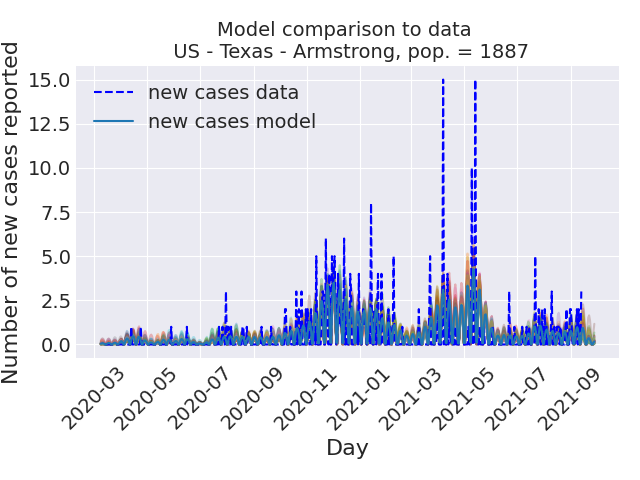 Model comparison to data
US - Texas - Armstrong, pop. = 1887
Number of new cases reported
15.0
12.5
10.0
7.5
5.0
2.5
0.0
new cases data
new cases model
2020-03
2020-05
2020-07
2020-09
2020-11
2021-01
2021-03
2021-05
2021-07
2021-09
Day